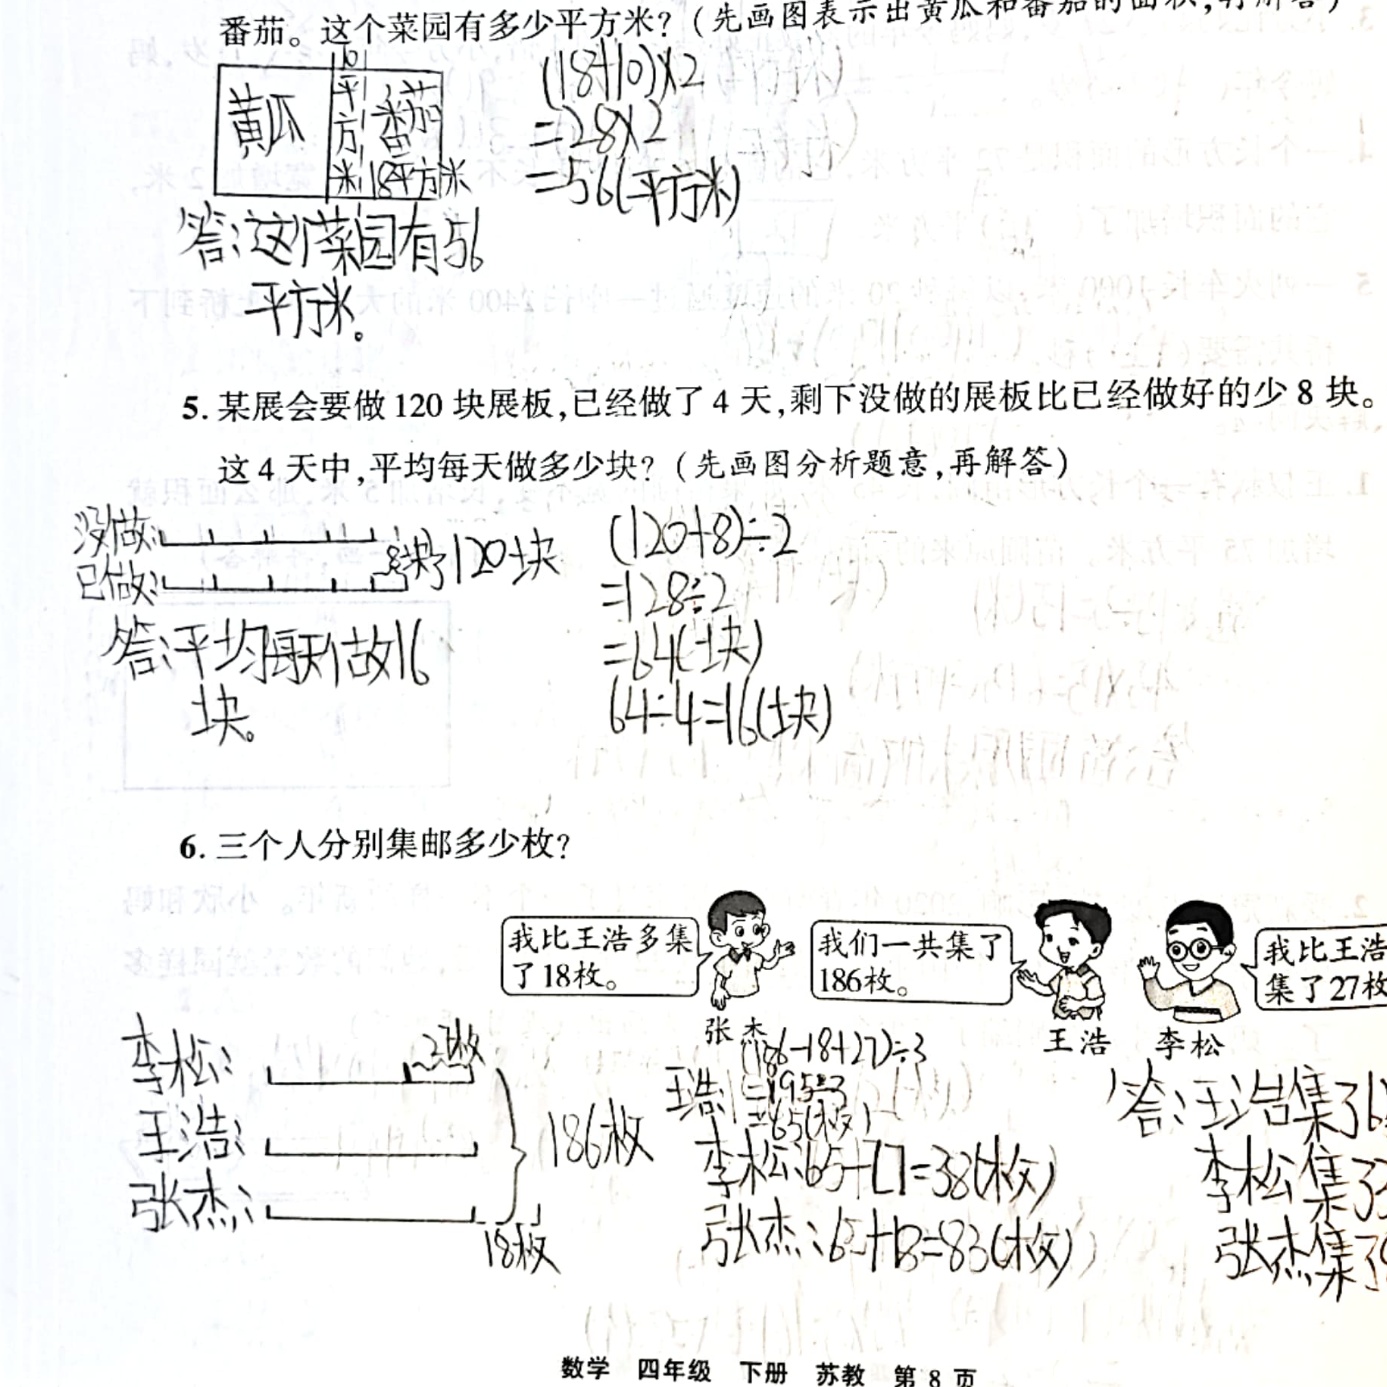 番茄。这个菜园有多少平方米?(先画图表示出黄瓜和番茄的面积,再解答)
黄瓜
10平方米
番茄
18平方米
(18+10)×2
=28×2
=56(平方米)
答:这个菜园有56
平方米。
5. 某展会要做120块展板,已经做了4天,剩下没做的展板比已经做好的少8块。
这4天中,平均每天做多少块?(先画图分析题意,再解答)
没做:
已做:
8块
120块
(120+8)÷2
=128÷2
=64(块)
64÷4=16(块)
答:平均每天做16
块。
6. 三个人分别集邮多少枚?
我比王浩多集
了18枚。
我们一共集了
186枚。
我比王浩
集了27枚
张杰
王浩
李松
李松:
王浩:
张杰:
186枚
18枚
(186-18+27)÷3
王浩:=195÷3
=65(枚)
李松:65-27=38(枚)
张杰:65+18=83(枚)
答:王浩集了6
李松集了3
张杰集了
数学 四年级 下册 苏教 第8页